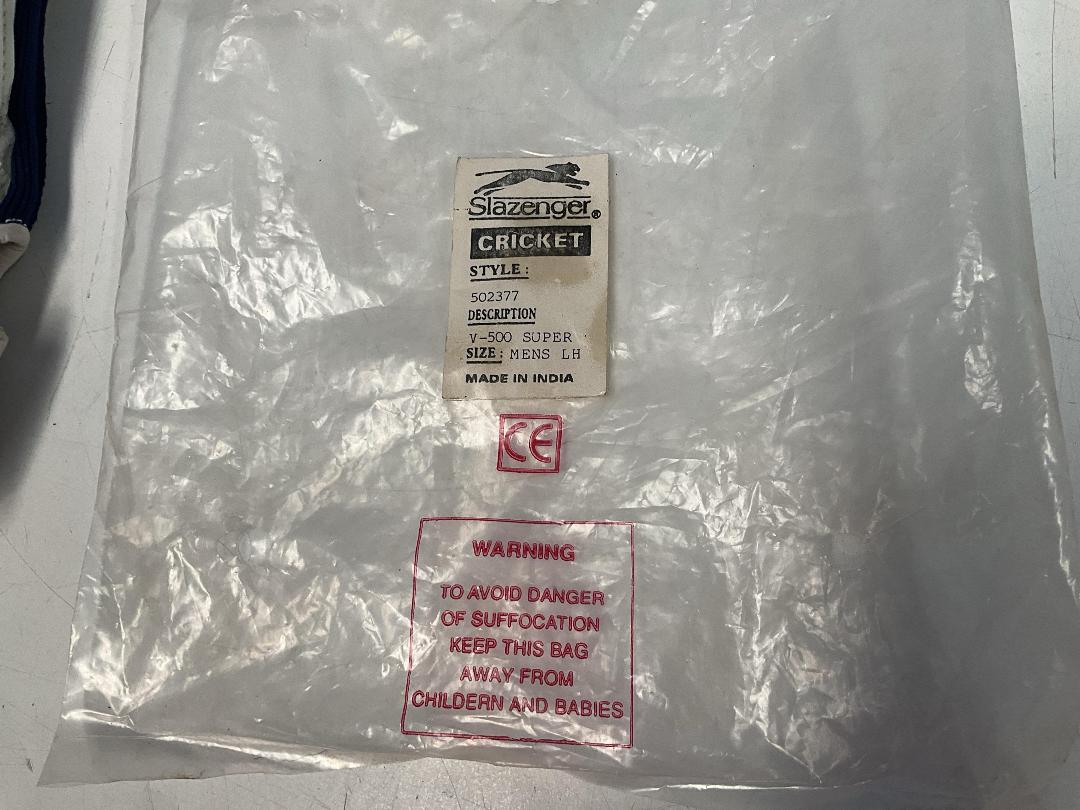 Slazenger®
CRICKET
STYLE:
502377
DESCRIPTION
V-500 SUPER
SIZE: MENS LH
MADE IN INDIA
CE
WARNING
TO AVOID DANGER
OF SUFFOCATION
KEEP THIS BAG
AWAY FROM
CHILDERN AND BABIES